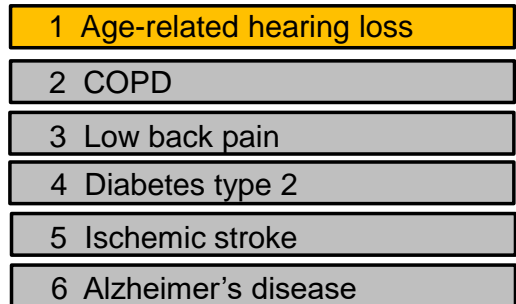 1 Age-related hearing loss
2 COPD
3 Low back pain
4 Diabetes type 2
5 Ischemic stroke
6 Alzheimer’s disease